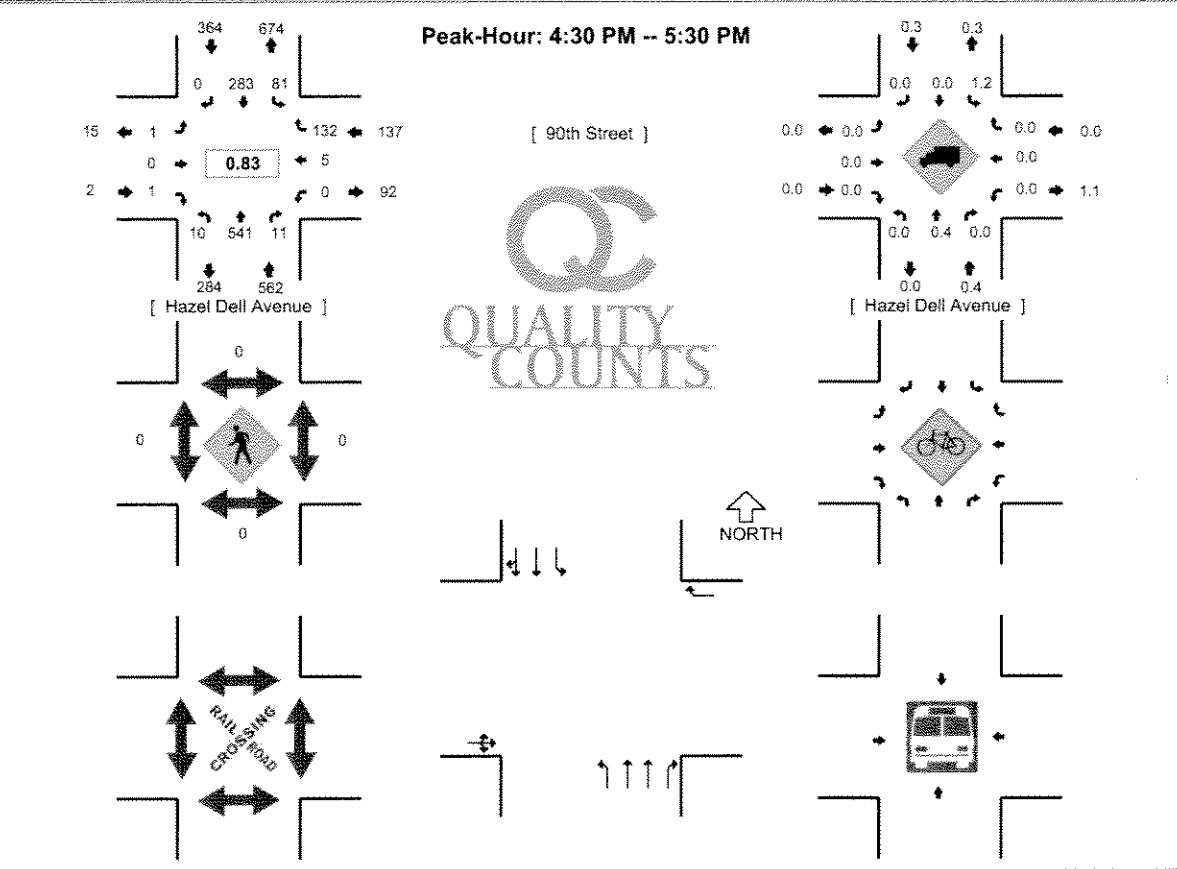 Peak-Hour: 4:30 PM -- 5:30 PM
364 674
0 283 81
15 1 132 137
0 0.83 5
2 1 0 92
10 541 11
284 562
[ Hazel Dell Avenue ]
[ 90th Street ]
QC
QUALITY
COUNTS
0.3 0.3
0.0 0.0 1.2
0.0 0.0 0.0 0.0
0.0 0.0
0.0 0.0 0.0 1.1
0.0 0.4 0.0
0.0 0.4
[ Hazel Dell Avenue ]
0
0 0
0
NORTH
RAIL ROAD
CROSSING